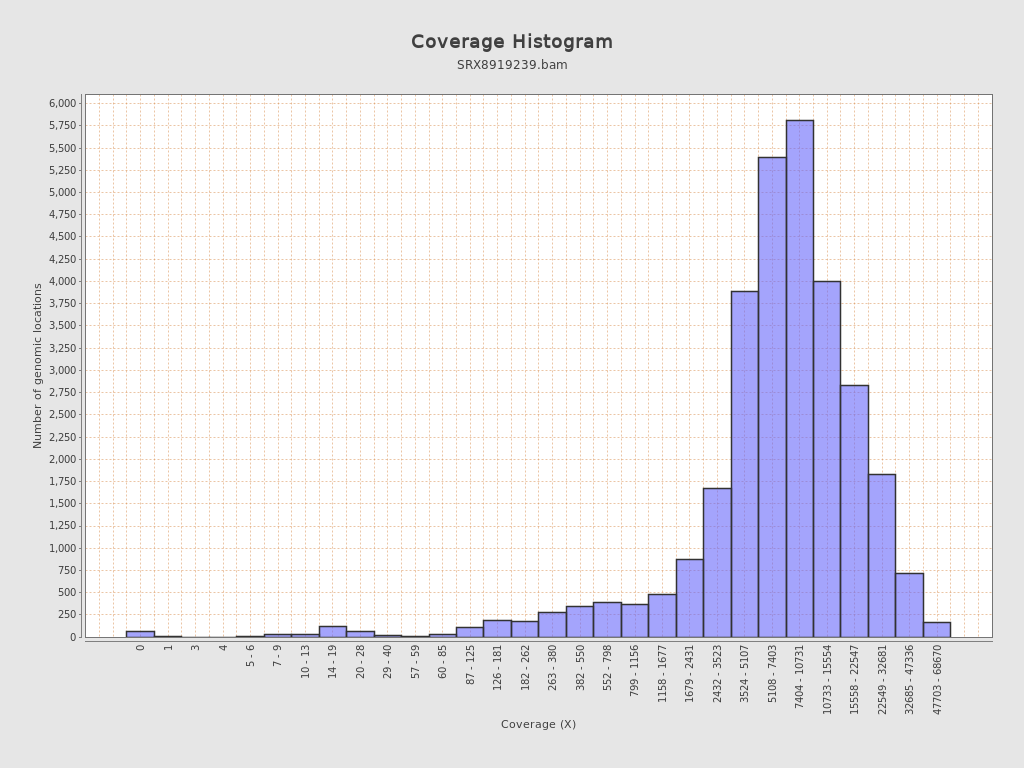 Coverage Histogram
SRX8919239.bam
Number of genomic locations
6,000
5,750
5,500
5,250
5,000
4,750
4,500
4,250
4,000
3,750
3,500
3,250
3,000
2,750
2,500
2,250
2,000
1,750
1,500
1,250
1,000
750
500
250
0
0
1
3
4
5 - 6
7 - 9
10 - 13
14 - 19
20 - 28
29 - 40
57 - 59
60 - 85
87 - 125
126 - 181
182 - 262
263 - 380
382 - 550
552 - 798
799 - 1156
1158 - 1677
1679 - 2431
2432 - 3523
3524 - 5107
5108 - 7403
7404 - 10731
10733 - 15554
15558 - 22547
22549 - 32681
32685 - 47336
47703 - 68670
Coverage (X)